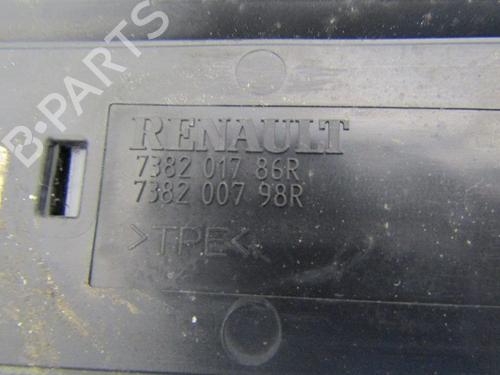 B-PARTS
RENAULT
7382 017 86R
7382 007 98R
>TPE<